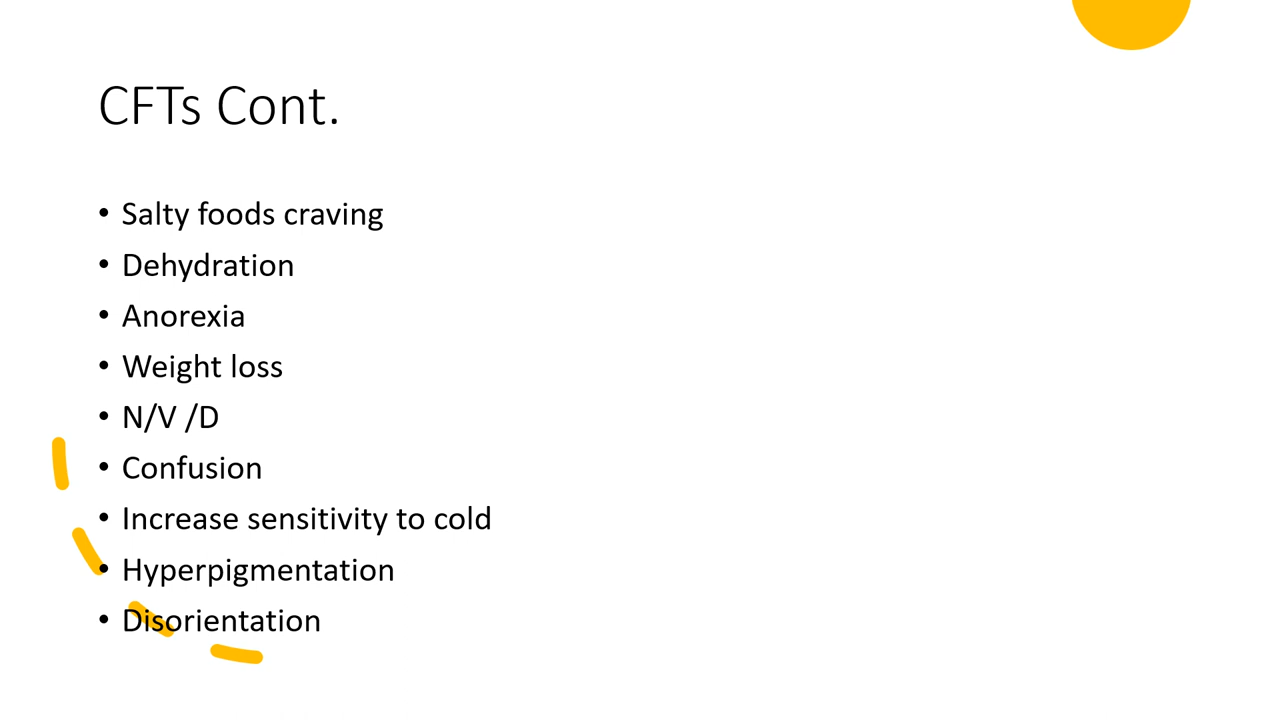 CFTs Cont.
• Salty foods craving
• Dehydration
• Anorexia
• Weight loss
• N/V /D
• Confusion
• Increase sensitivity to cold
• Hyperpigmentation
• Disorientation